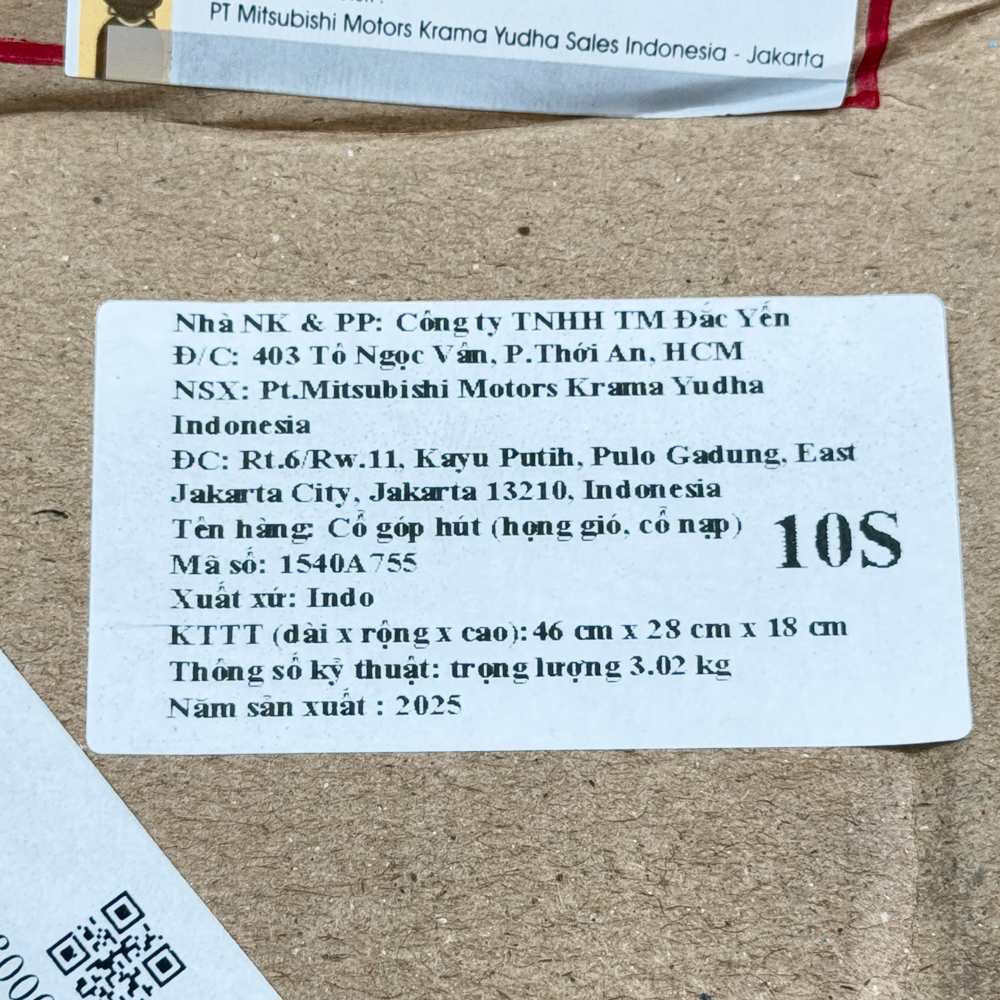 PT Mitsubishi Motors Krama Yudha Sales Indonesia - Jakarta
Nhà NK & PP: Công ty TNHH TM Đắc Yến
Đ/C: 403 Tô Ngọc Vân, P.Thới An, HCM
NSX: Pt.Mitsubishi Motors Krama Yudha
Indonesia
ĐC: Rt.6/Rw.11, Kayu Putih, Pulo Gadung, East
Jakarta City, Jakarta 13210, Indonesia
Tên hàng: Cổ góp hút (họng gió, cổ nạp)
10S
Mã số: 1540A755
Xuất xứ: Indo
KTTT (dài x rộng x cao): 46 cm x 28 cm x 18 cm
Thông số kỹ thuật: trọng lượng 3.02 kg
Năm sản xuất : 2025